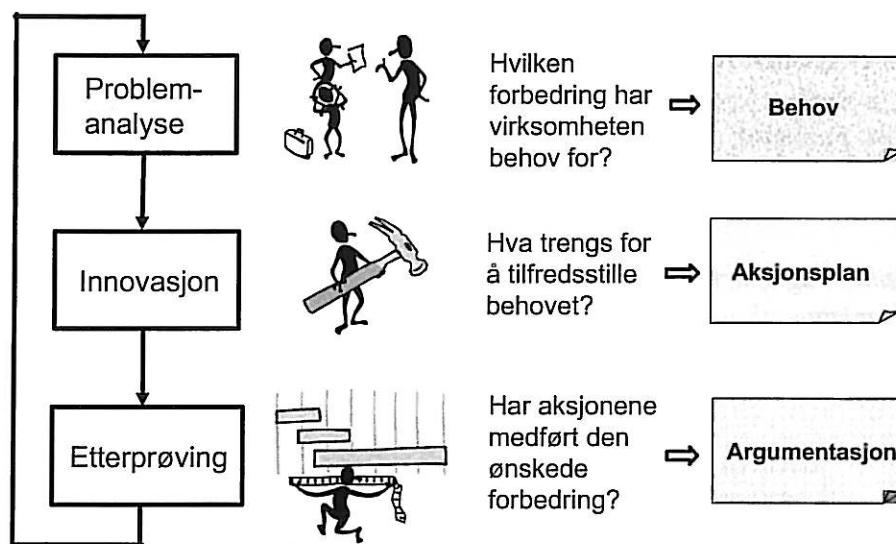 Problem-
analyse
Hvilken
forbedring har
virksomheten
behov for?
Behov
Innovasjon
Hva trengs for
å tilfredsstille
behovet?
Aksjonsplan
Etterprøving
Har aksjonene
medført den
ønskede
forbedring?
Argumentasjon